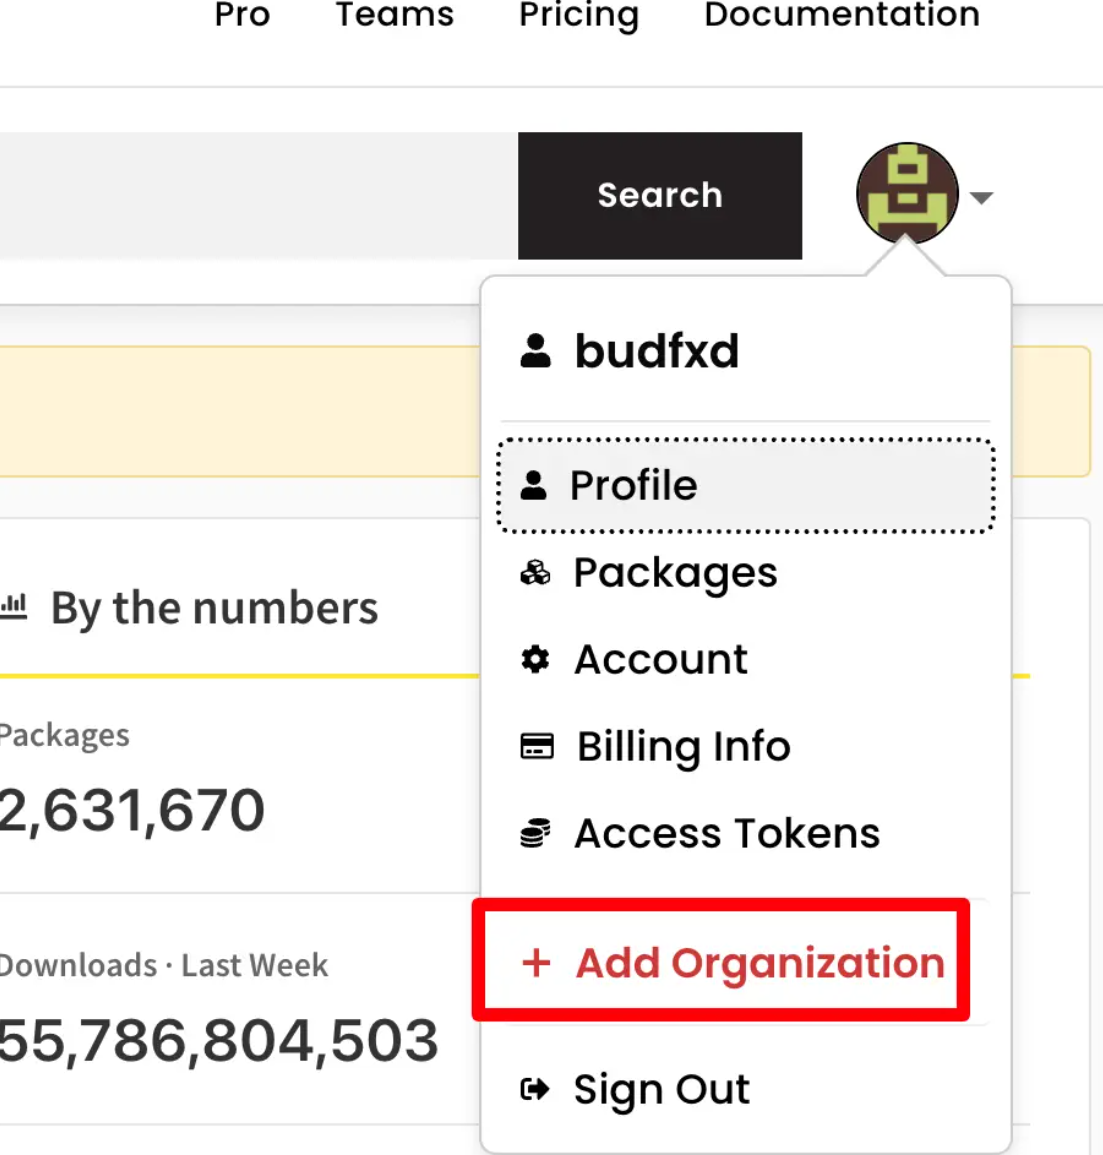 Pro Teams Pricing Documentation
Search
budfxd
Profile
Packages
Account
Billing Info
Access Tokens
+ Add Organization
Sign Out
By the numbers
Packages
2,631,670
Downloads · Last Week
55,786,804,503